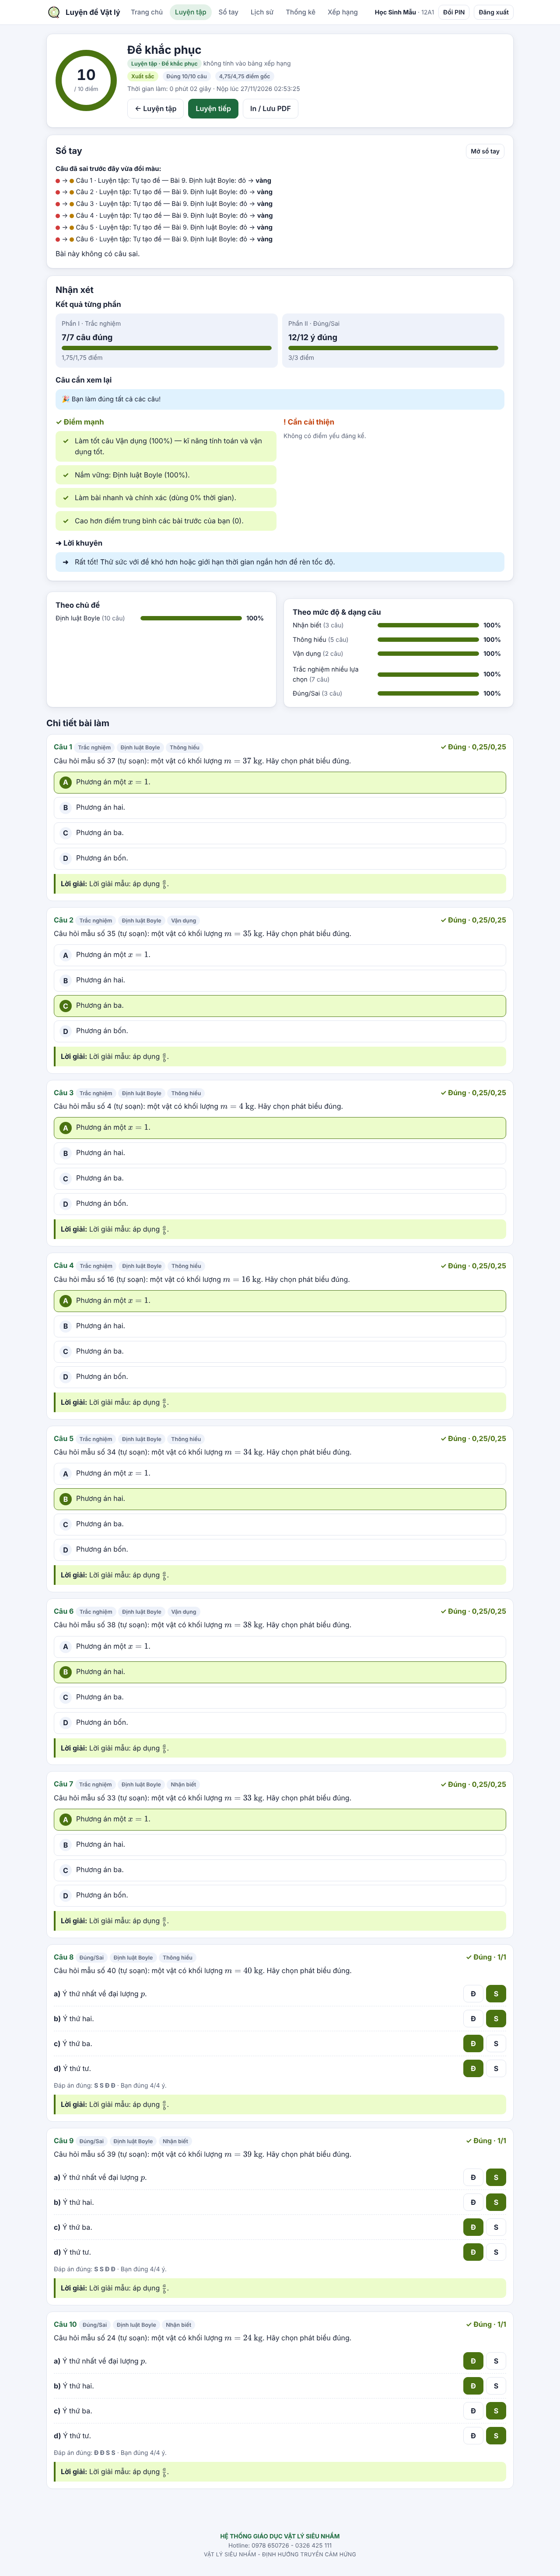 Luyện đề Vật lý Trang chủ Luyện tập Sổ tay Lịch sử Thống kê Xếp hạng Học Sinh Mẫu · 12A1 Đổi PIN Đăng xuất
10
/ 10 điểm
Đề khắc phục
Luyện tập · Đề khắc phục không tính vào bảng xếp hạng
Xuất sắc Đúng 10/10 câu 4,75/4,75 điểm gốc
Thời gian làm: 0 phút 02 giây · Nộp lúc 27/11/2026 02:53:25
← Luyện tập Luyện tiếp In / Lưu PDF
Sổ tay Mở sổ tay
Câu đã sai trước đây vừa đổi màu:
→ Câu 1 · Luyện tập: Tự tạo đề — Bài 9. Định luật Boyle: đỏ → vàng
→ Câu 2 · Luyện tập: Tự tạo đề — Bài 9. Định luật Boyle: đỏ → vàng
→ Câu 3 · Luyện tập: Tự tạo đề — Bài 9. Định luật Boyle: đỏ → vàng
→ Câu 4 · Luyện tập: Tự tạo đề — Bài 9. Định luật Boyle: đỏ → vàng
→ Câu 5 · Luyện tập: Tự tạo đề — Bài 9. Định luật Boyle: đỏ → vàng
→ Câu 6 · Luyện tập: Tự tạo đề — Bài 9. Định luật Boyle: đỏ → vàng
Bài này không có câu sai.
Nhận xét
Kết quả từng phần
Phần I · Trắc nghiệm
7/7 câu đúng
1,75/1,75 điểm
Phần II · Đúng/Sai
12/12 ý đúng
3/3 điểm
Câu cần xem lại
🎉 Bạn làm đúng tất cả các câu!
✓ Điểm mạnh
✓ Làm tốt câu Vận dụng (100%) — kĩ năng tính toán và vận
dụng tốt.
✓ Nắm vững: Định luật Boyle (100%).
✓ Làm bài nhanh và chính xác (dùng 0% thời gian).
✓ Cao hơn điểm trung bình các bài trước của bạn (0).
! Cần cải thiện
Không có điểm yếu đáng kể.
➜ Lời khuyên
➜ Rất tốt! Thử sức với đề khó hơn hoặc giới hạn thời gian ngắn hơn để rèn tốc độ.
Theo chủ đề
Định luật Boyle (10 câu) 100%
Theo mức độ & dạng câu
Nhận biết (3 câu) 100%
Thông hiểu (5 câu) 100%
Vận dụng (2 câu) 100%
Trắc nghiệm nhiều lựa
chọn (7 câu) 100%
Đúng/Sai (3 câu) 100%
Chi tiết bài làm
Câu 1 Trắc nghiệm Định luật Boyle Thông hiểu ✓ Đúng · 0,25/0,25
Câu hỏi mẫu số 37 (tự soạn): một vật có khối lượng m = 37 kg. Hãy chọn phát biểu đúng.
A Phương án một x = 1.
B Phương án hai.
C Phương án ba.
D Phương án bốn.
Lời giải: Lời giải mẫu: áp dụng a/b.
Câu 2 Trắc nghiệm Định luật Boyle Vận dụng ✓ Đúng · 0,25/0,25
Câu hỏi mẫu số 35 (tự soạn): một vật có khối lượng m = 35 kg. Hãy chọn phát biểu đúng.
A Phương án một x = 1.
B Phương án hai.
C Phương án ba.
D Phương án bốn.
Lời giải: Lời giải mẫu: áp dụng a/b.
Câu 3 Trắc nghiệm Định luật Boyle Thông hiểu ✓ Đúng · 0,25/0,25
Câu hỏi mẫu số 4 (tự soạn): một vật có khối lượng m = 4 kg. Hãy chọn phát biểu đúng.
A Phương án một x = 1.
B Phương án hai.
C Phương án ba.
D Phương án bốn.
Lời giải: Lời giải mẫu: áp dụng a/b.
Câu 4 Trắc nghiệm Định luật Boyle Thông hiểu ✓ Đúng · 0,25/0,25
Câu hỏi mẫu số 16 (tự soạn): một vật có khối lượng m = 16 kg. Hãy chọn phát biểu đúng.
A Phương án một x = 1.
B Phương án hai.
C Phương án ba.
D Phương án bốn.
Lời giải: Lời giải mẫu: áp dụng a/b.
Câu 5 Trắc nghiệm Định luật Boyle Thông hiểu ✓ Đúng · 0,25/0,25
Câu hỏi mẫu số 34 (tự soạn): một vật có khối lượng m = 34 kg. Hãy chọn phát biểu đúng.
A Phương án một x = 1.
B Phương án hai.
C Phương án ba.
D Phương án bốn.
Lời giải: Lời giải mẫu: áp dụng a/b.
Câu 6 Trắc nghiệm Định luật Boyle Vận dụng ✓ Đúng · 0,25/0,25
Câu hỏi mẫu số 38 (tự soạn): một vật có khối lượng m = 38 kg. Hãy chọn phát biểu đúng.
A Phương án một x = 1.
B Phương án hai.
C Phương án ba.
D Phương án bốn.
Lời giải: Lời giải mẫu: áp dụng a/b.
Câu 7 Trắc nghiệm Định luật Boyle Nhận biết ✓ Đúng · 0,25/0,25
Câu hỏi mẫu số 33 (tự soạn): một vật có khối lượng m = 33 kg. Hãy chọn phát biểu đúng.
A Phương án một x = 1.
B Phương án hai.
C Phương án ba.
D Phương án bốn.
Lời giải: Lời giải mẫu: áp dụng a/b.
Câu 8 Đúng/Sai Định luật Boyle Thông hiểu ✓ Đúng · 1/1
Câu hỏi mẫu số 40 (tự soạn): một vật có khối lượng m = 40 kg. Hãy chọn phát biểu đúng.
a) Ý thứ nhất về đại lượng p. Đ S
b) Ý thứ hai. Đ S
c) Ý thứ ba. Đ S
d) Ý thứ tư. Đ S
Đáp án đúng: S S Đ Đ · Bạn đúng 4/4 ý.
Lời giải: Lời giải mẫu: áp dụng a/b.
Câu 9 Đúng/Sai Định luật Boyle Nhận biết ✓ Đúng · 1/1
Câu hỏi mẫu số 39 (tự soạn): một vật có khối lượng m = 39 kg. Hãy chọn phát biểu đúng.
a) Ý thứ nhất về đại lượng p. Đ S
b) Ý thứ hai. Đ S
c) Ý thứ ba. Đ S
d) Ý thứ tư. Đ S
Đáp án đúng: S S Đ Đ · Bạn đúng 4/4 ý.
Lời giải: Lời giải mẫu: áp dụng a/b.
Câu 10 Đúng/Sai Định luật Boyle Nhận biết ✓ Đúng · 1/1
Câu hỏi mẫu số 24 (tự soạn): một vật có khối lượng m = 24 kg. Hãy chọn phát biểu đúng.
a) Ý thứ nhất về đại lượng p. Đ S
b) Ý thứ hai. Đ S
c) Ý thứ ba. Đ S
d) Ý thứ tư. Đ S
Đáp án đúng: Đ Đ S S · Bạn đúng 4/4 ý.
Lời giải: Lời giải mẫu: áp dụng a/b.
HỆ THỐNG GIÁO DỤC VẬT LÝ SIÊU NHẦM
Hotline: 0978 650726 - 0326 425 111
VẬT LÝ SIÊU NHẦM - ĐỊNH HƯỚNG TRUYỀN CẢM HỨNG